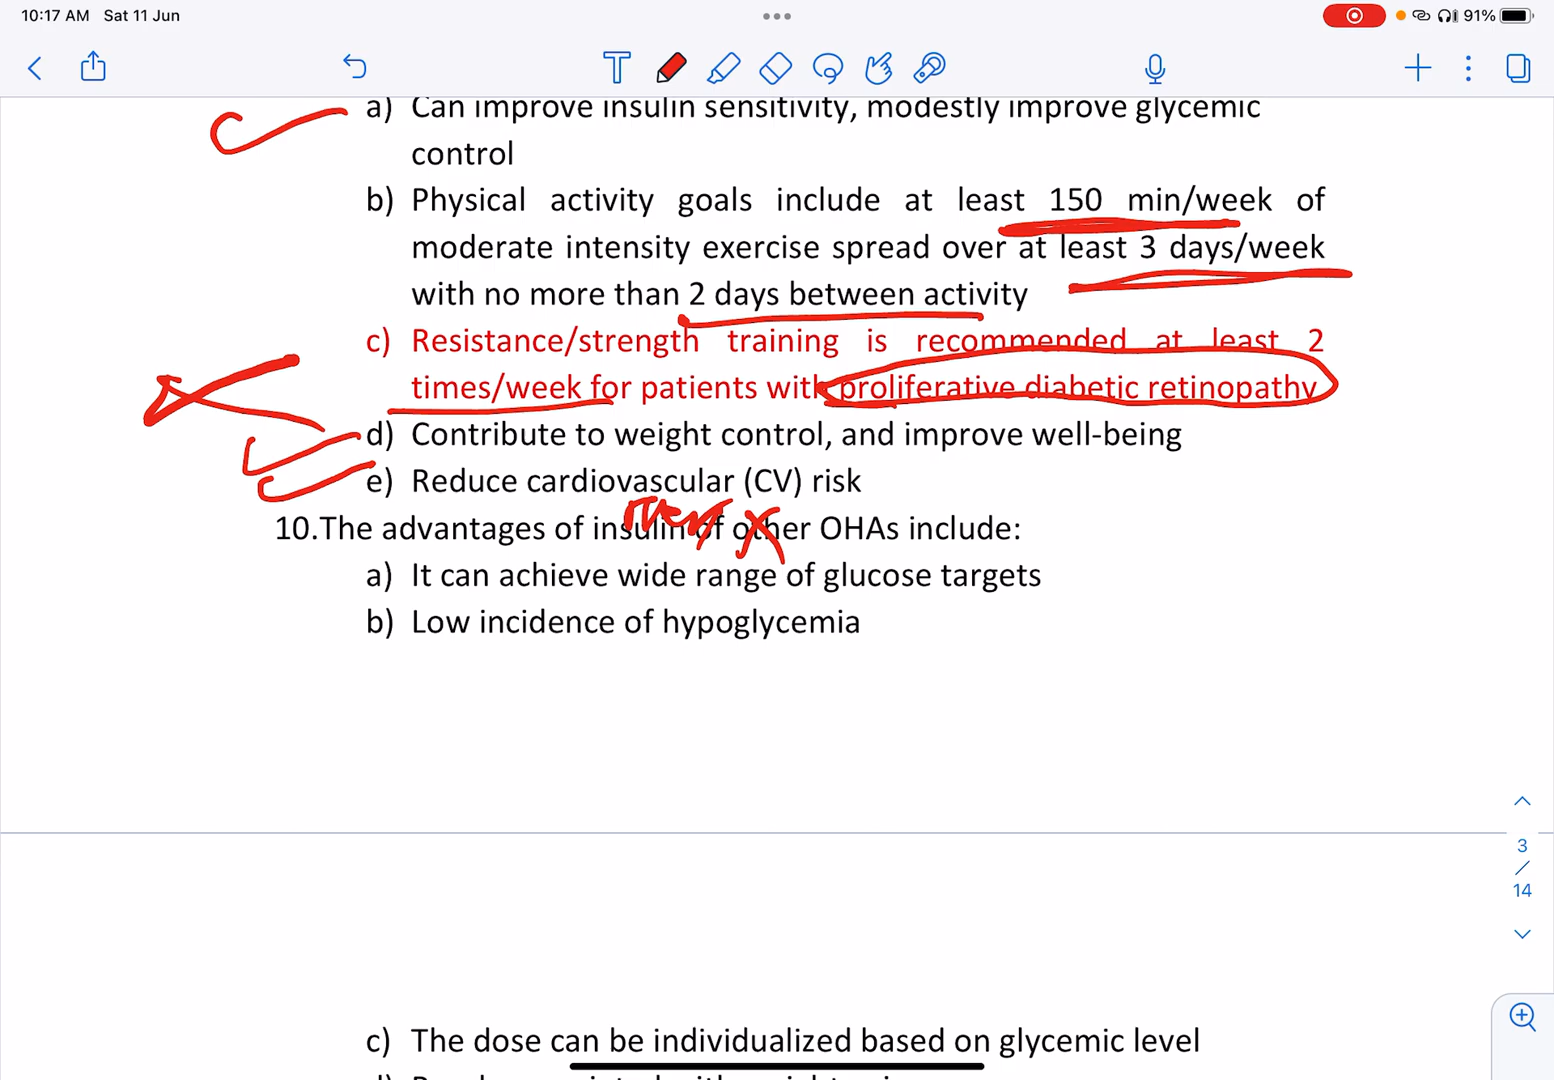 10:17 AM Sat 11 Jun
91%
T
a) Can improve insulin sensitivity, modestly improve glycemic
control
b) Physical activity goals include at least 150 min/week of
moderate intensity exercise spread over at least 3 days/week
with no more than 2 days between activity
c) Resistance/strength training is recommended at least 2
times/week for patients with proliferative diabetic retinopathy
d) Contribute to weight control, and improve well-being
e) Reduce cardiovascular (CV) risk
over
10.The advantages of insulin of other OHAs include:
a) It can achieve wide range of glucose targets
b) Low incidence of hypoglycemia
3
/
14
c) The dose can be individualized based on glycemic level